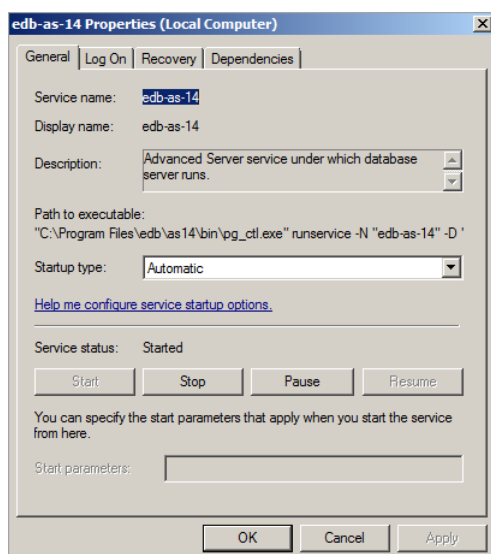 edb-as-14 Properties (Local Computer)
General Log On Recovery Dependencies
Service name: edb-as-14
Display name: edb-as-14
Description: Advanced Server service under which database
server runs.
Path to executable:
"C:\Program Files\edb\as14\bin\pg_ctl.exe" runservice -N "edb-as-14" -D '
Startup type: Automatic
Help me configure service startup options.
Service status: Started
Start Stop Pause Resume
You can specify the start parameters that apply when you start the service
from here.
Start parameters:
OK Cancel Apply